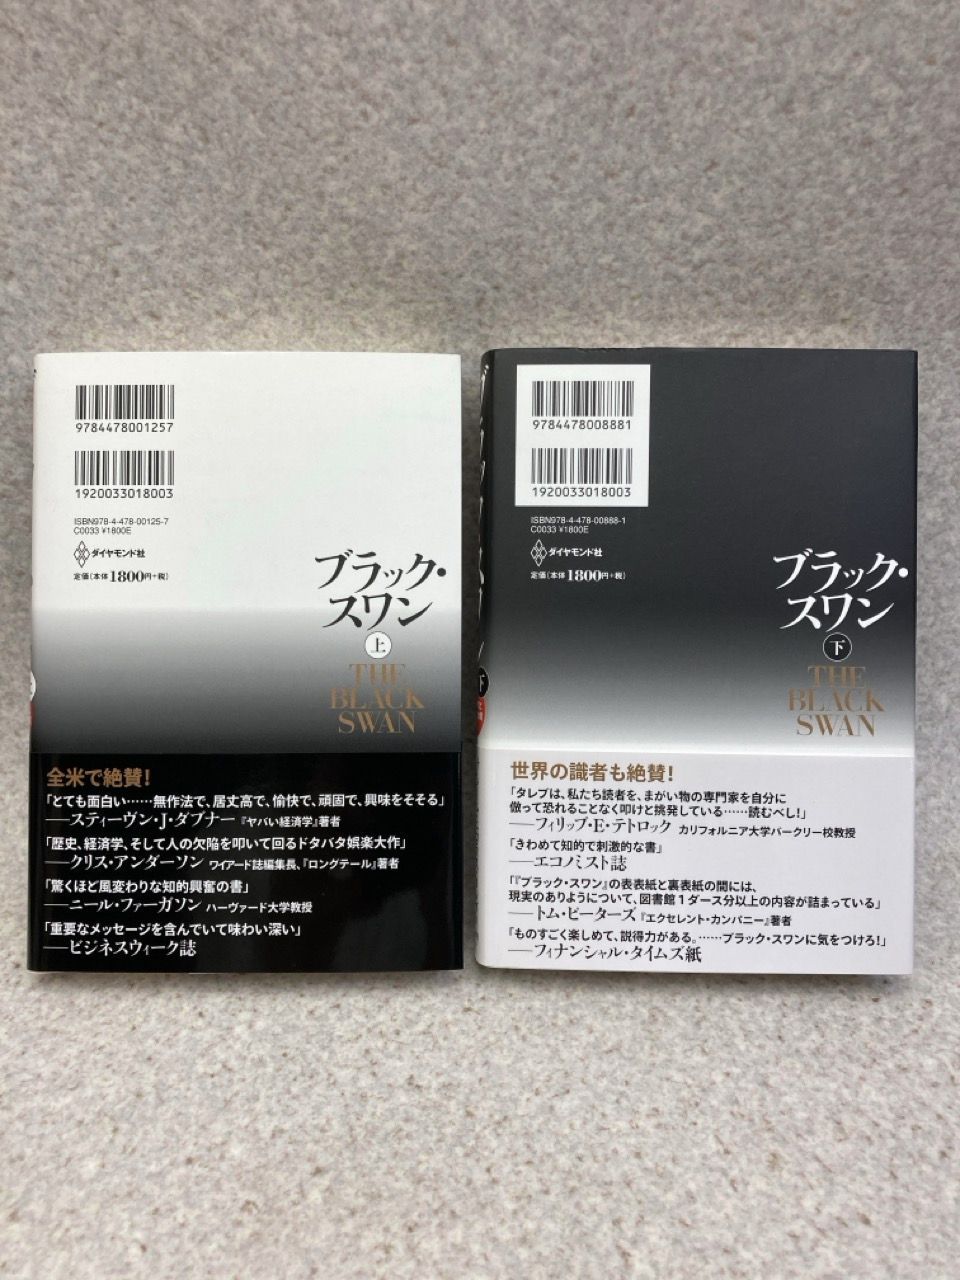 9784478001257
1920033018003
ISBN978-4-478-00125-7
C0033 ¥1800E
ダイヤモンド社
定価(本体1800円+税)
ブラック・
スワン
上
THE
BLACK
SWAN
全米で絶賛!
「とても面白い……無作法で、居丈高で、愉快で、頑固で、興味をそそる」
──スティーヴン・J・ダブナー 『ヤバい経済学』著者
「歴史、経済学、そして人の欠陥を叩いて回るドタバタ娯楽大作」
──クリス・アンダーソン ワイアード誌編集長、『ロングテール』著者
「驚くほど風変わりな知的興奮の書」
──ニール・ファーガソン ハーヴァード大学教授
「重要なメッセージを含んでいて味わい深い」
──ビジネスウィーク誌
9784478008881
1920033018003
ISBN978-4-478-00888-1
C0033 ¥1800E
ダイヤモンド社
定価(本体1800円+税)
ブラック・
スワン
下
THE
BLACK
SWAN
下
世界の識者も絶賛!
「タレブは、私たち読者を、まがい物の専門家を自分に
倣って恐れることなく叩けと挑発している……読むべし!」
──フィリップ・E・テトロック カリフォルニア大学バークリー校教授
「きわめて知的で刺激的な書」
──エコノミスト誌
「『ブラック・スワン』の表表紙と裏表紙の間には、
現実のありようについて、図書館1ダース分以上の内容が詰まっている」
──トム・ピーターズ 『エクセレント・カンパニー』著者
「ものすごく楽しめて、説得力がある。……ブラック・スワンに気をつけろ!」
──フィナンシャル・タイムズ紙